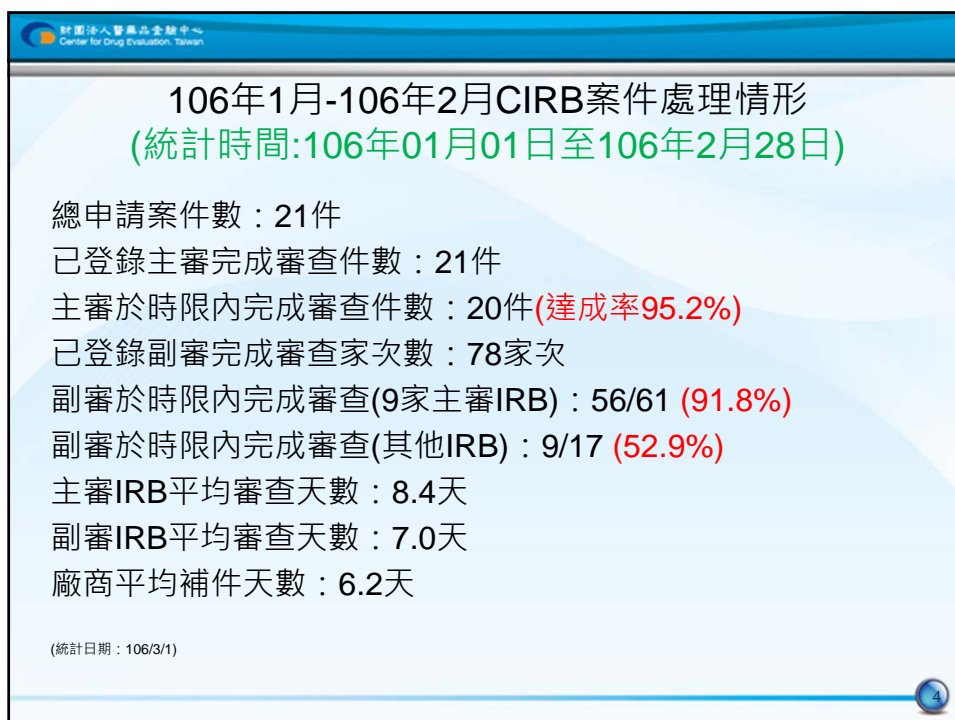 財團法人醫藥品查驗中心
Center for Drug Evaluation, Taiwan
106年1月-106年2月CIRB案件處理情形
(統計時間:106年01月01日至106年2月28日)
總申請案件數：21件
已登錄主審完成審查件數：21件
主審於時限內完成審查件數：20件(達成率95.2%)
已登錄副審完成審查家次數：78家次
副審於時限內完成審查(9家主審IRB)：56/61 (91.8%)
副審於時限內完成審查(其他IRB)：9/17 (52.9%)
主審IRB平均審查天數：8.4天
副審IRB平均審查天數：7.0天
廠商平均補件天數：6.2天
(統計日期：106/3/1)
4